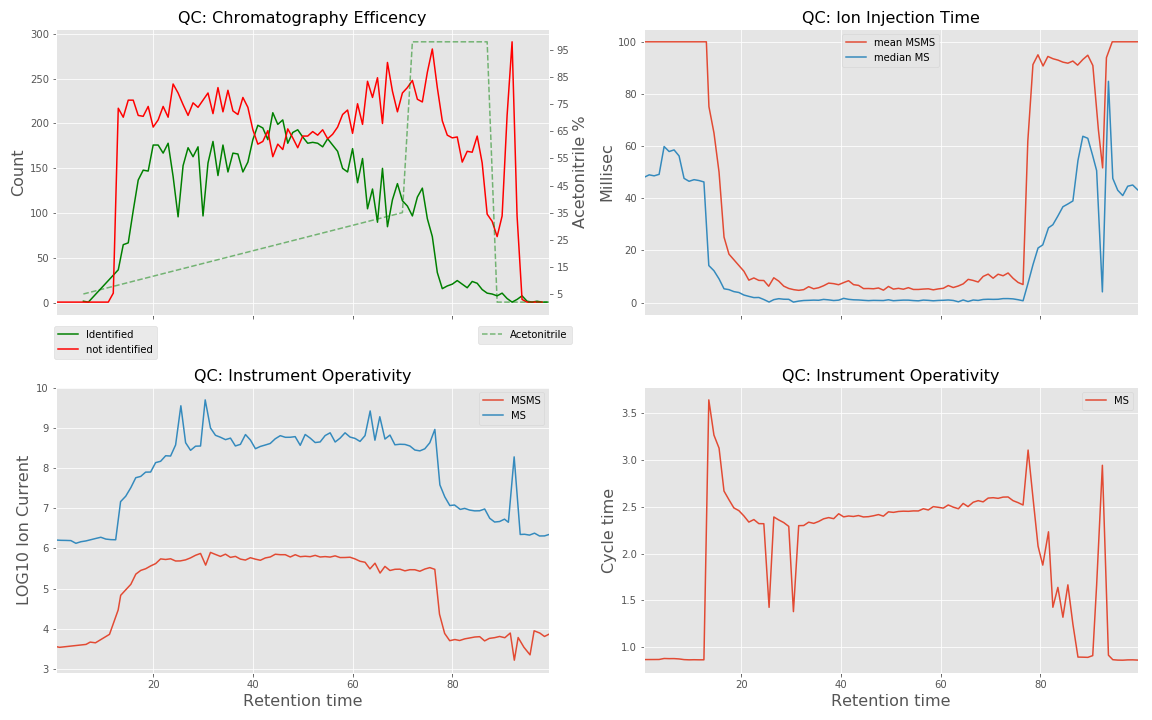 QC: Chromatography Efficency
300
250
200
150
100
50
0
Count
95
85
75
65
55
45
35
25
15
5
Acetonitrile %
Identified
not identified
Acetonitrile
QC: Ion Injection Time
100
80
60
40
20
0
Millisec
mean MSMS
median MS
QC: Instrument Operativity
10
9
8
7
6
5
4
3
LOG10 Ion Current
MSMS
MS
20
40
60
80
Retention time
QC: Instrument Operativity
3.5
3.0
2.5
2.0
1.5
1.0
Cycle time
MS
20
40
60
80
Retention time